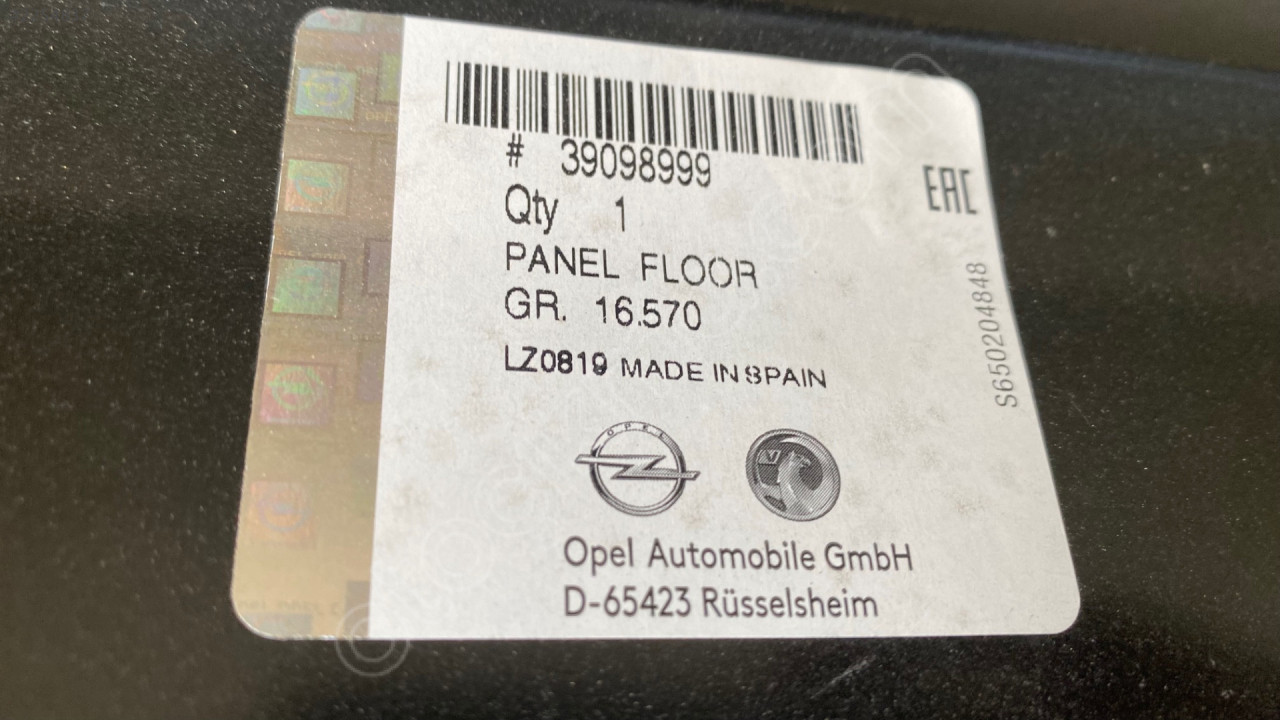 # 39098999
Qty 1
PANEL FLOOR
GR. 16.570
LZ0819 MADE IN SPAIN
EAC
S650204848
OPEL
V
Opel Automobile GmbH
D-65423 Rüsselsheim